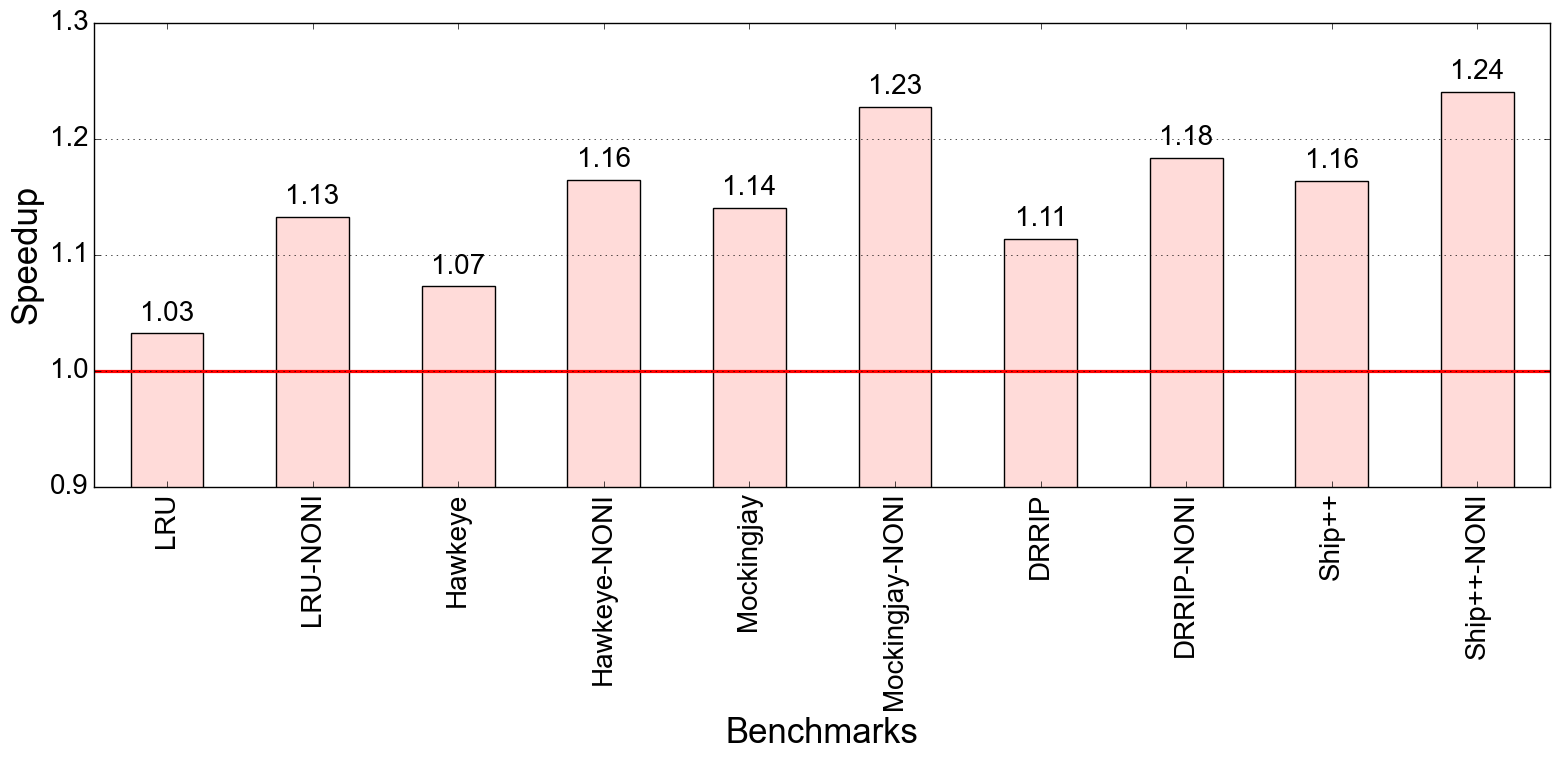 Speedup
1.3
1.2
1.1
1.0
0.9
1.03
1.13
1.07
1.16
1.14
1.23
1.11
1.18
1.16
1.24
LRU
LRU-NONI
Hawkeye
Hawkeye-NONI
Mockingjay
Mockingjay-NONI
DRRIP
DRRIP-NONI
Ship++
Ship++-NONI
Benchmarks